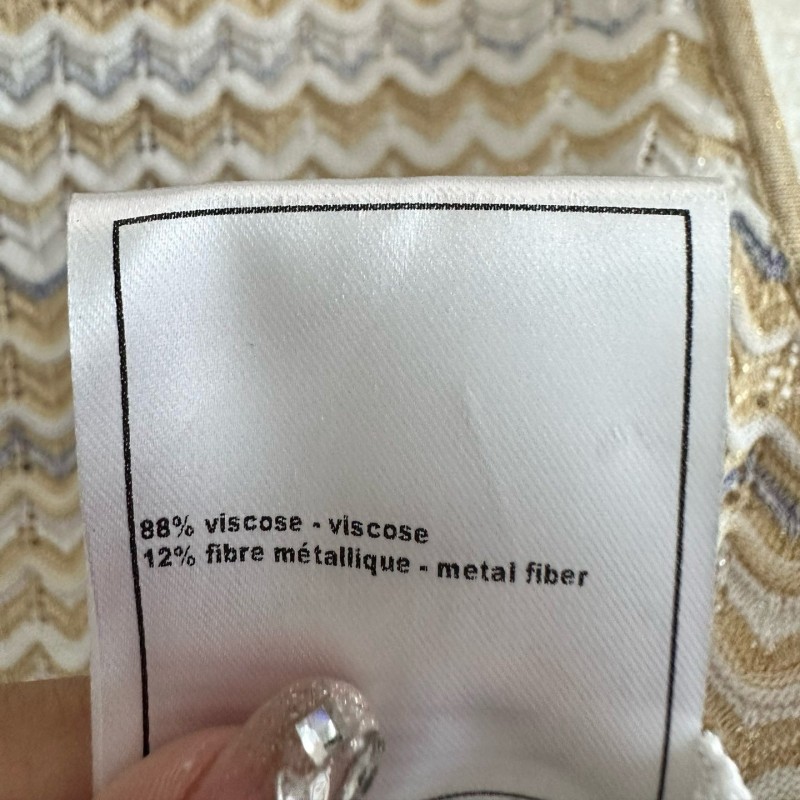 88% viscose - viscose
12% fibre métallique - metal fiber